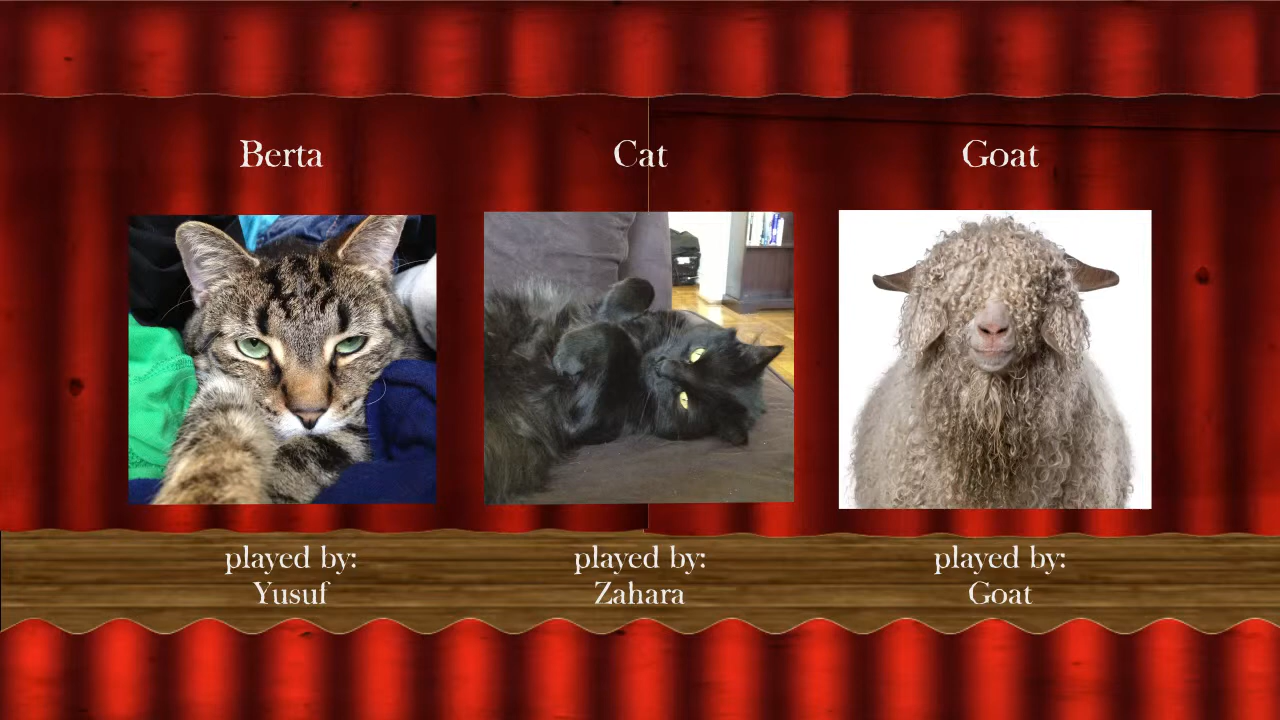 Berta
Cat
Goat
played by:
Yusuf
played by:
Zahara
played by:
Goat